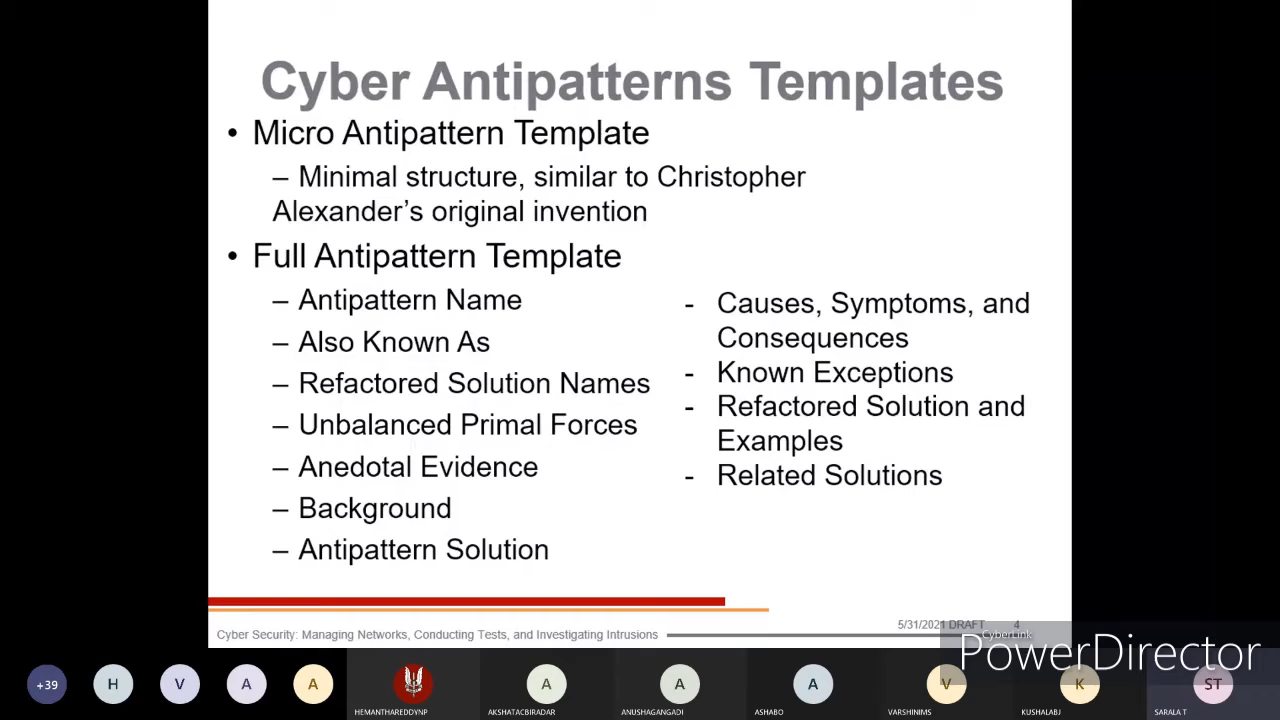 Cyber Antipatterns Templates
• Micro Antipattern Template
– Minimal structure, similar to Christopher
Alexander’s original invention
• Full Antipattern Template
– Antipattern Name
– Also Known As
– Refactored Solution Names
– Unbalanced Primal Forces
– Anedotal Evidence
– Background
– Antipattern Solution
- Causes, Symptoms, and
Consequences
- Known Exceptions
- Refactored Solution and
Examples
- Related Solutions
Cyber Security: Managing Networks, Conducting Tests, and Investigating Intrusions
5/31/2021 DRAFT 4
CyberLink
PowerDirector
+39
H
V
A
A
A
A
A
V
K
ST
HEMANTHAREDDYNP
AKSHATACBIRADAR
ANUSHAGANGADI
ASHABO
VARSHINIMS
KUSHALABJ
SARALA T